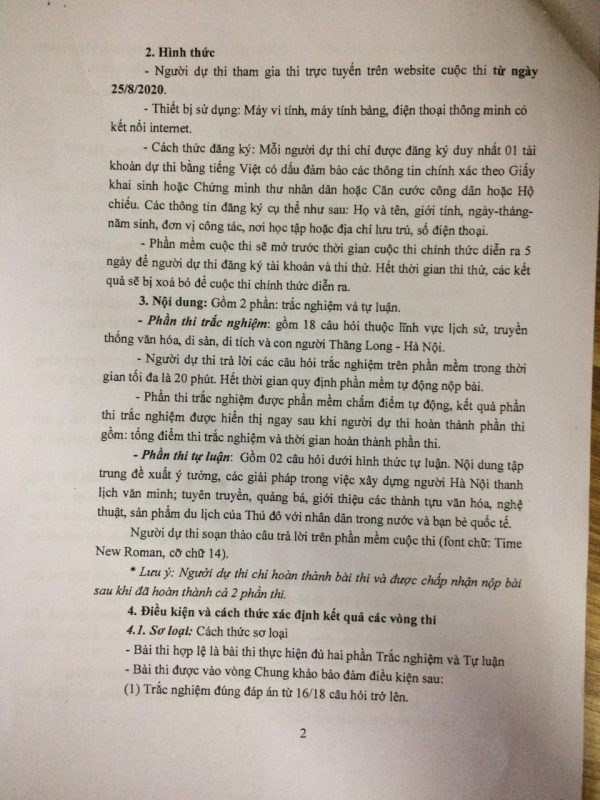 2. Hình thức
- Người dự thi tham gia thi trực tuyến trên website cuộc thi từ ngày
25/8/2020.
- Thiết bị sử dụng: Máy vi tính, máy tính bảng, điện thoại thông minh có
kết nối internet.
- Cách thức đăng ký: Mỗi người dự thi chỉ được đăng ký duy nhất 01 tài
khoản dự thi bằng tiếng Việt có dấu đảm bảo các thông tin chính xác theo Giấy
khai sinh hoặc Chứng minh thư nhân dân hoặc Căn cước công dân hoặc Hộ
chiếu. Các thông tin đăng ký cụ thể như sau: Họ và tên, giới tính, ngày-tháng-
năm sinh, đơn vị công tác, nơi học tập hoặc địa chỉ lưu trú, số điện thoại.
- Phần mềm cuộc thi sẽ mở trước thời gian cuộc thi chính thức diễn ra 5
ngày để người dự thi đăng ký tài khoản và thi thử. Hết thời gian thi thử, các kết
quả sẽ bị xoá bỏ để cuộc thi chính thức diễn ra.
3. Nội dung: Gồm 2 phần: trắc nghiệm và tự luận.
- Phần thi trắc nghiệm: gồm 18 câu hỏi thuộc lĩnh vực lịch sử, truyền
thống văn hóa, di sản, di tích và con người Thăng Long - Hà Nội.
- Người dự thi trả lời các câu hỏi trắc nghiệm trên phần mềm trong thời
gian tối đa là 20 phút. Hết thời gian quy định phần mềm tự động nộp bài.
- Phần thi trắc nghiệm được phần mềm chấm điểm tự động, kết quả phần
thi trắc nghiệm được hiển thị ngay sau khi người dự thi hoàn thành phần thi
gồm: tổng điểm thi trắc nghiệm và thời gian hoàn thành phần thi.
- Phần thi tự luận: Gồm 02 câu hỏi dưới hình thức tự luận. Nội dung tập
trung đề xuất ý tưởng, các giải pháp trong việc xây dựng người Hà Nội thanh
lịch văn minh; tuyên truyền, quảng bá, giới thiệu các thành tựu văn hóa, nghệ
thuật, sản phẩm du lịch của Thủ đô với nhân dân trong nước và bạn bè quốc tế.
Người dự thi soạn thảo câu trả lời trên phần mềm cuộc thi (font chữ: Time
New Roman, cỡ chữ 14).
* Lưu ý: Người dự thi chỉ hoàn thành bài thi và được chấp nhận nộp bài
sau khi đã hoàn thành cả 2 phần thi.
4. Điều kiện và cách thức xác định kết quả các vòng thi
4.1. Sơ loại: Cách thức sơ loại
- Bài thi hợp lệ là bài thi thực hiện đủ hai phần Trắc nghiệm và Tự luận
- Bài thi được vào vòng Chung khảo bảo đảm điều kiện sau:
(1) Trắc nghiệm đúng đáp án từ 16/18 câu hỏi trở lên.
2